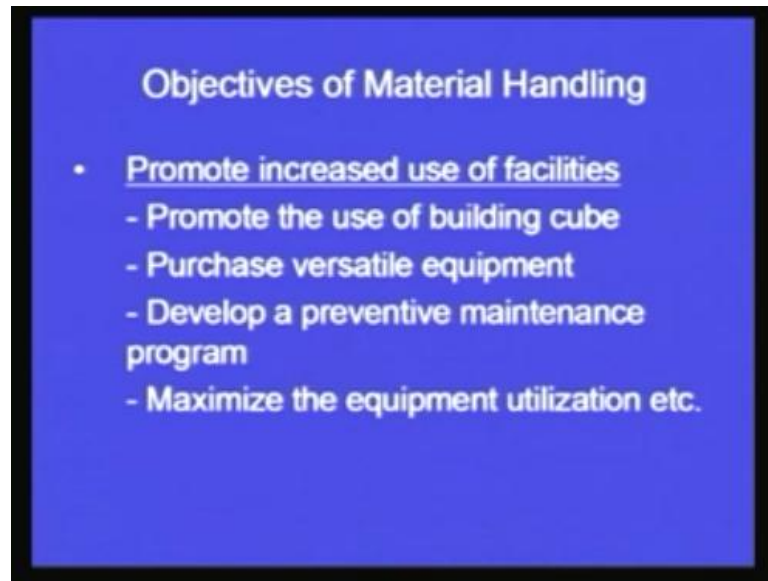 Objectives of Material Handling
• Promote increased use of facilities
- Promote the use of building cube
- Purchase versatile equipment
- Develop a preventive maintenance
program
- Maximize the equipment utilization etc.